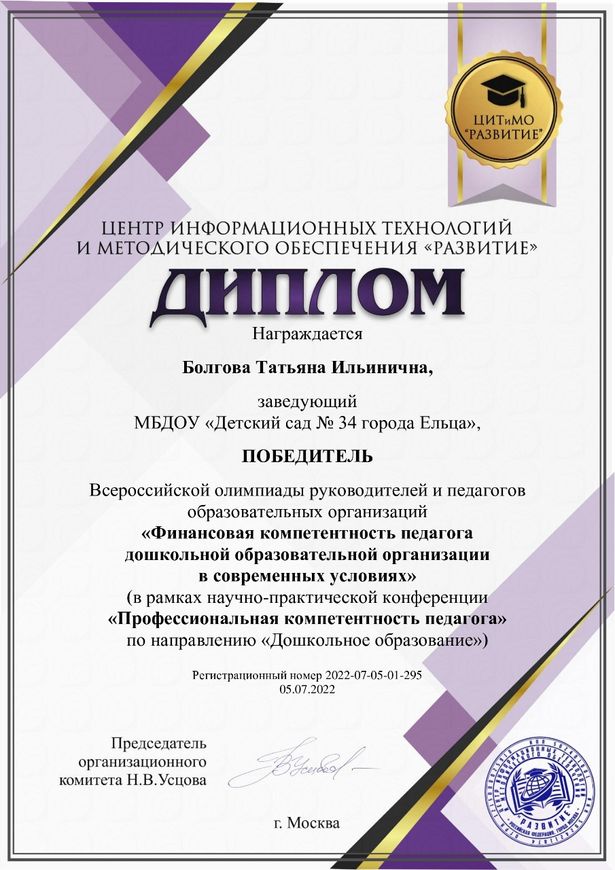 ЦИТиМО
"РАЗВИТИЕ"
ЦЕНТР ИНФОРМАЦИОННЫХ ТЕХНОЛОГИЙ
И МЕТОДИЧЕСКОГО ОБЕСПЕЧЕНИЯ «РАЗВИТИЕ»
ДИПЛОМ
Награждается
Болгова Татьяна Ильинична,
заведующий
МБДОУ «Детский сад № 34 города Ельца»,
ПОБЕДИТЕЛЬ
Всероссийской олимпиады руководителей и педагогов
образовательных организаций
«Финансовая компетентность педагога
дошкольной образовательной организации
в современных условиях»
(в рамках научно-практической конференции
«Профессиональная компетентность педагога»
по направлению «Дошкольное образование»)
Регистрационный номер 2022-07-05-01-295
05.07.2022
Председатель
организационного
комитета Н.В.Усцова
г. Москва
РАЗВИТИЕ